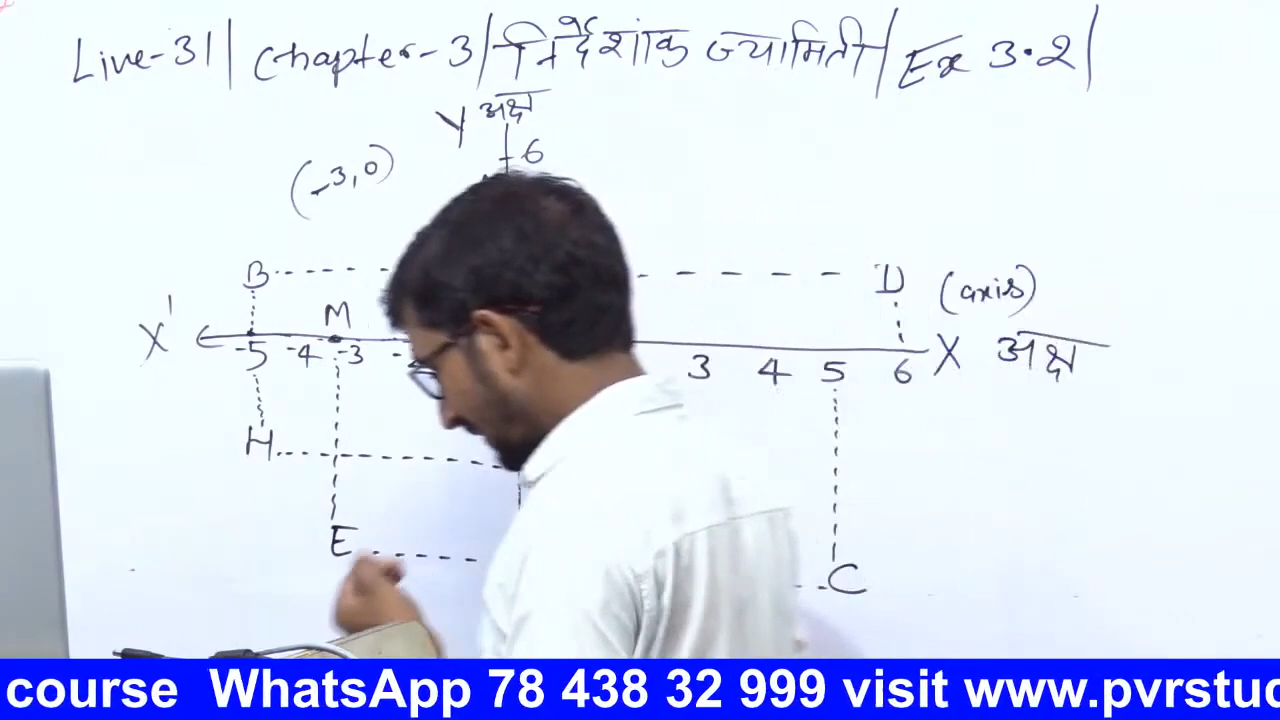 Live-31 | Chapter-3 | निर्देशांक ज्यामिती | Ex 3.2 |
Y अक्ष
6
(-3,0)
B D (axis)
M
X' -5 -4 -3 3 4 5 6 X अक्ष
H
E
C
course WhatsApp 78 438 32 999 visit www.pvrstuc